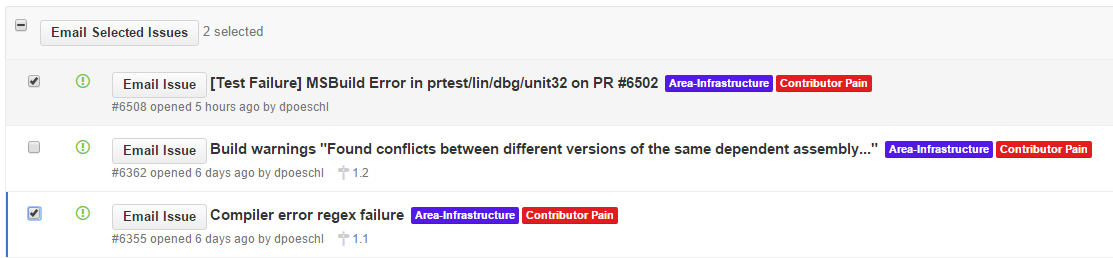 Email Selected Issues 2 selected
Email Issue [Test Failure] MSBuild Error in prtest/lin/dbg/unit32 on PR #6502 Area-Infrastructure Contributor Pain
#6508 opened 5 hours ago by dpoeschl
Email Issue Build warnings "Found conflicts between different versions of the same dependent assembly..." Area-Infrastructure Contributor Pain
#6362 opened 6 days ago by dpoeschl 1.2
Email Issue Compiler error regex failure Area-Infrastructure Contributor Pain
#6355 opened 6 days ago by dpoeschl 1.1